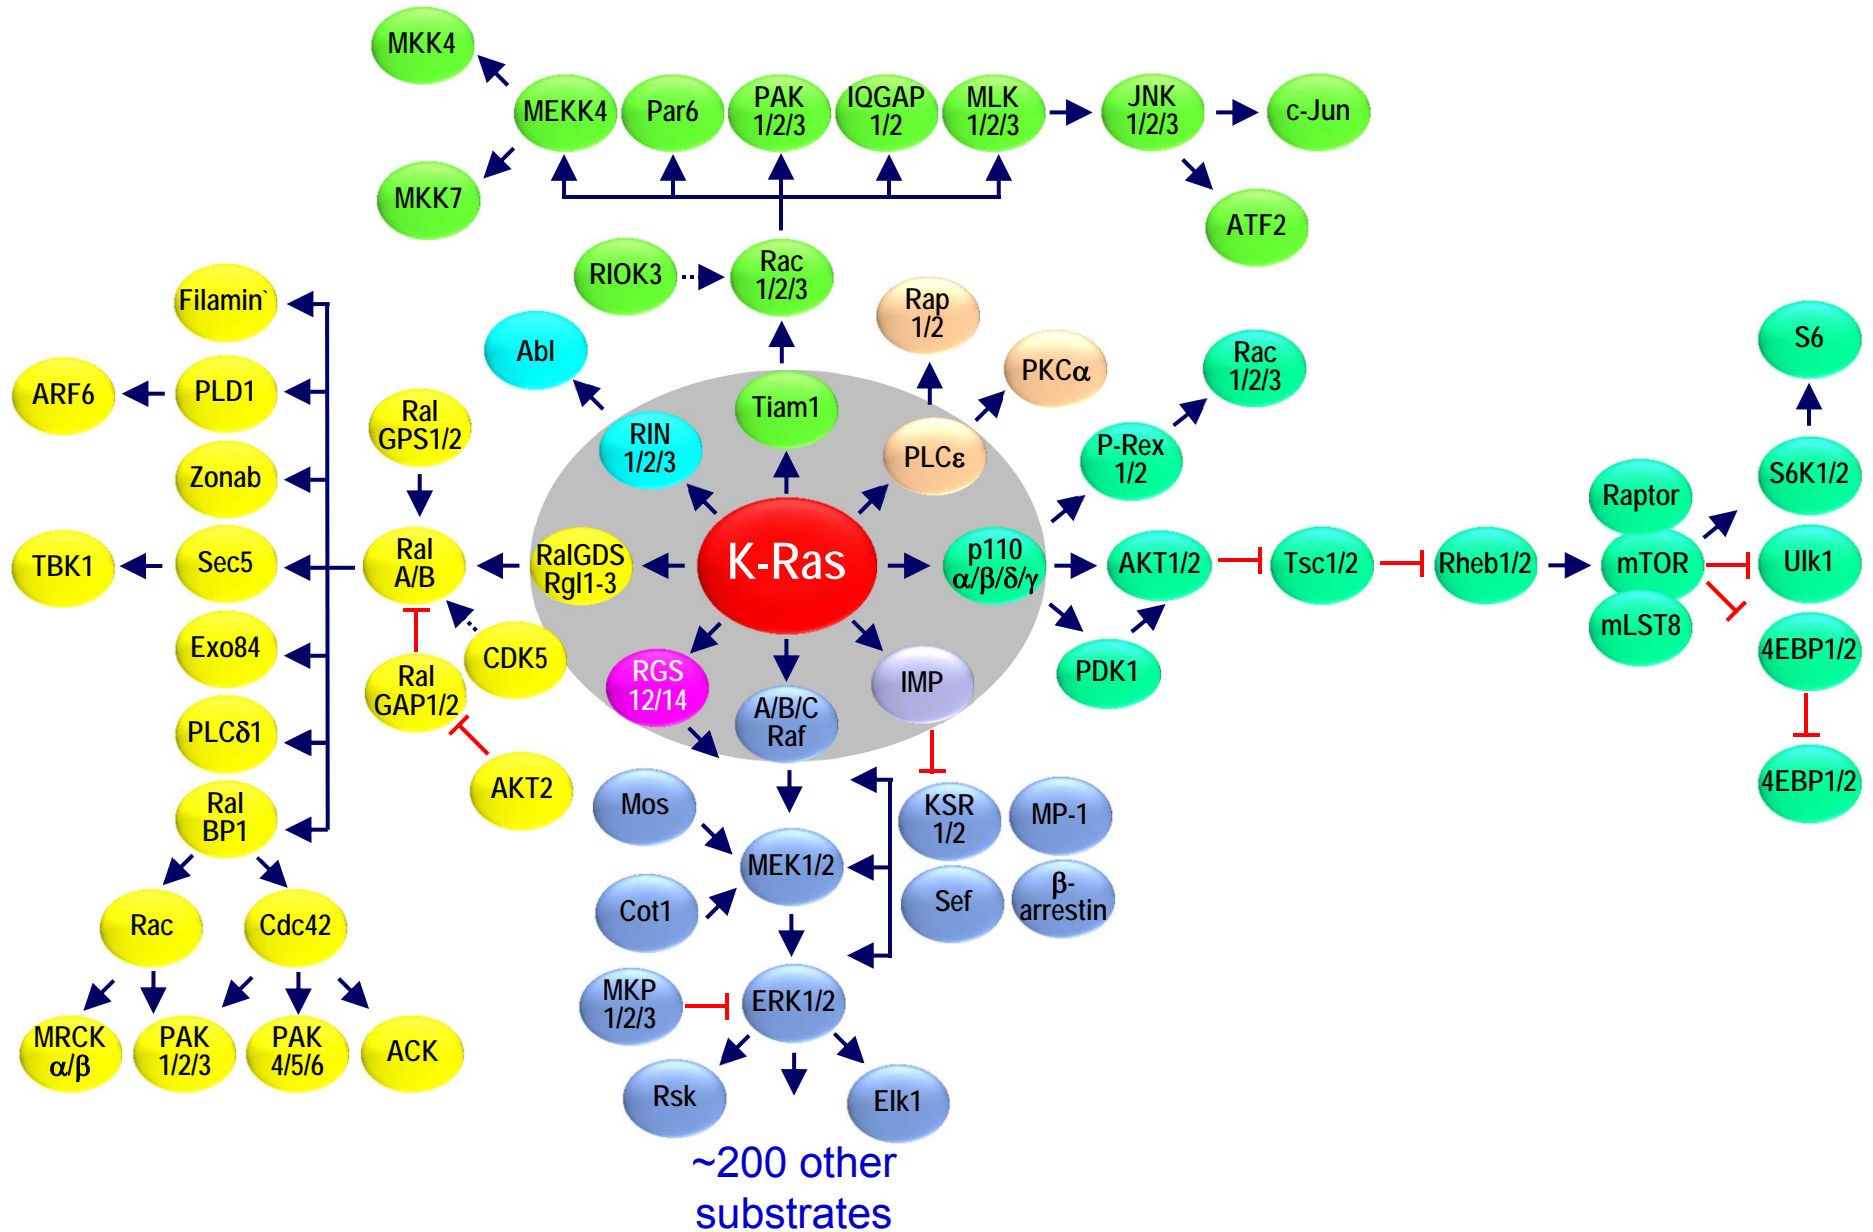 MKK4
MEKK4
Par6
PAK
1/2/3
IQGAP
1/2
MLK
1/2/3
JNK
1/2/3
c-Jun
MKK7
ATF2
RIOK3
Rac
1/2/3
Filamin`
Rap
1/2
Abl
PKCα
Rac
1/2/3
S6
ARF6
PLD1
Ral
GPS1/2
Tiam1
RIN
1/2/3
PLCε
P-Rex
1/2
Zonab
Raptor
S6K1/2
TBK1
Sec5
Ral
A/B
RalGDS
Rgl1-3
K-Ras
p110
α/β/δ/γ
AKT1/2
Tsc1/2
Rheb1/2
mTOR
Ulk1
mLST8
Exo84
CDK5
Ral
GAP1/2
RGS
12/14
A/B/C
Raf
IMP
PDK1
4EBP1/2
PLCδ1
AKT2
4EBP1/2
Ral
BP1
Mos
KSR
1/2
MP-1
MEK1/2
Cot1
Sef
β-
arrestin
Rac
Cdc42
MKP
1/2/3
ERK1/2
MRCK
α/β
PAK
1/2/3
PAK
4/5/6
ACK
Rsk
Elk1
~200 other
substrates